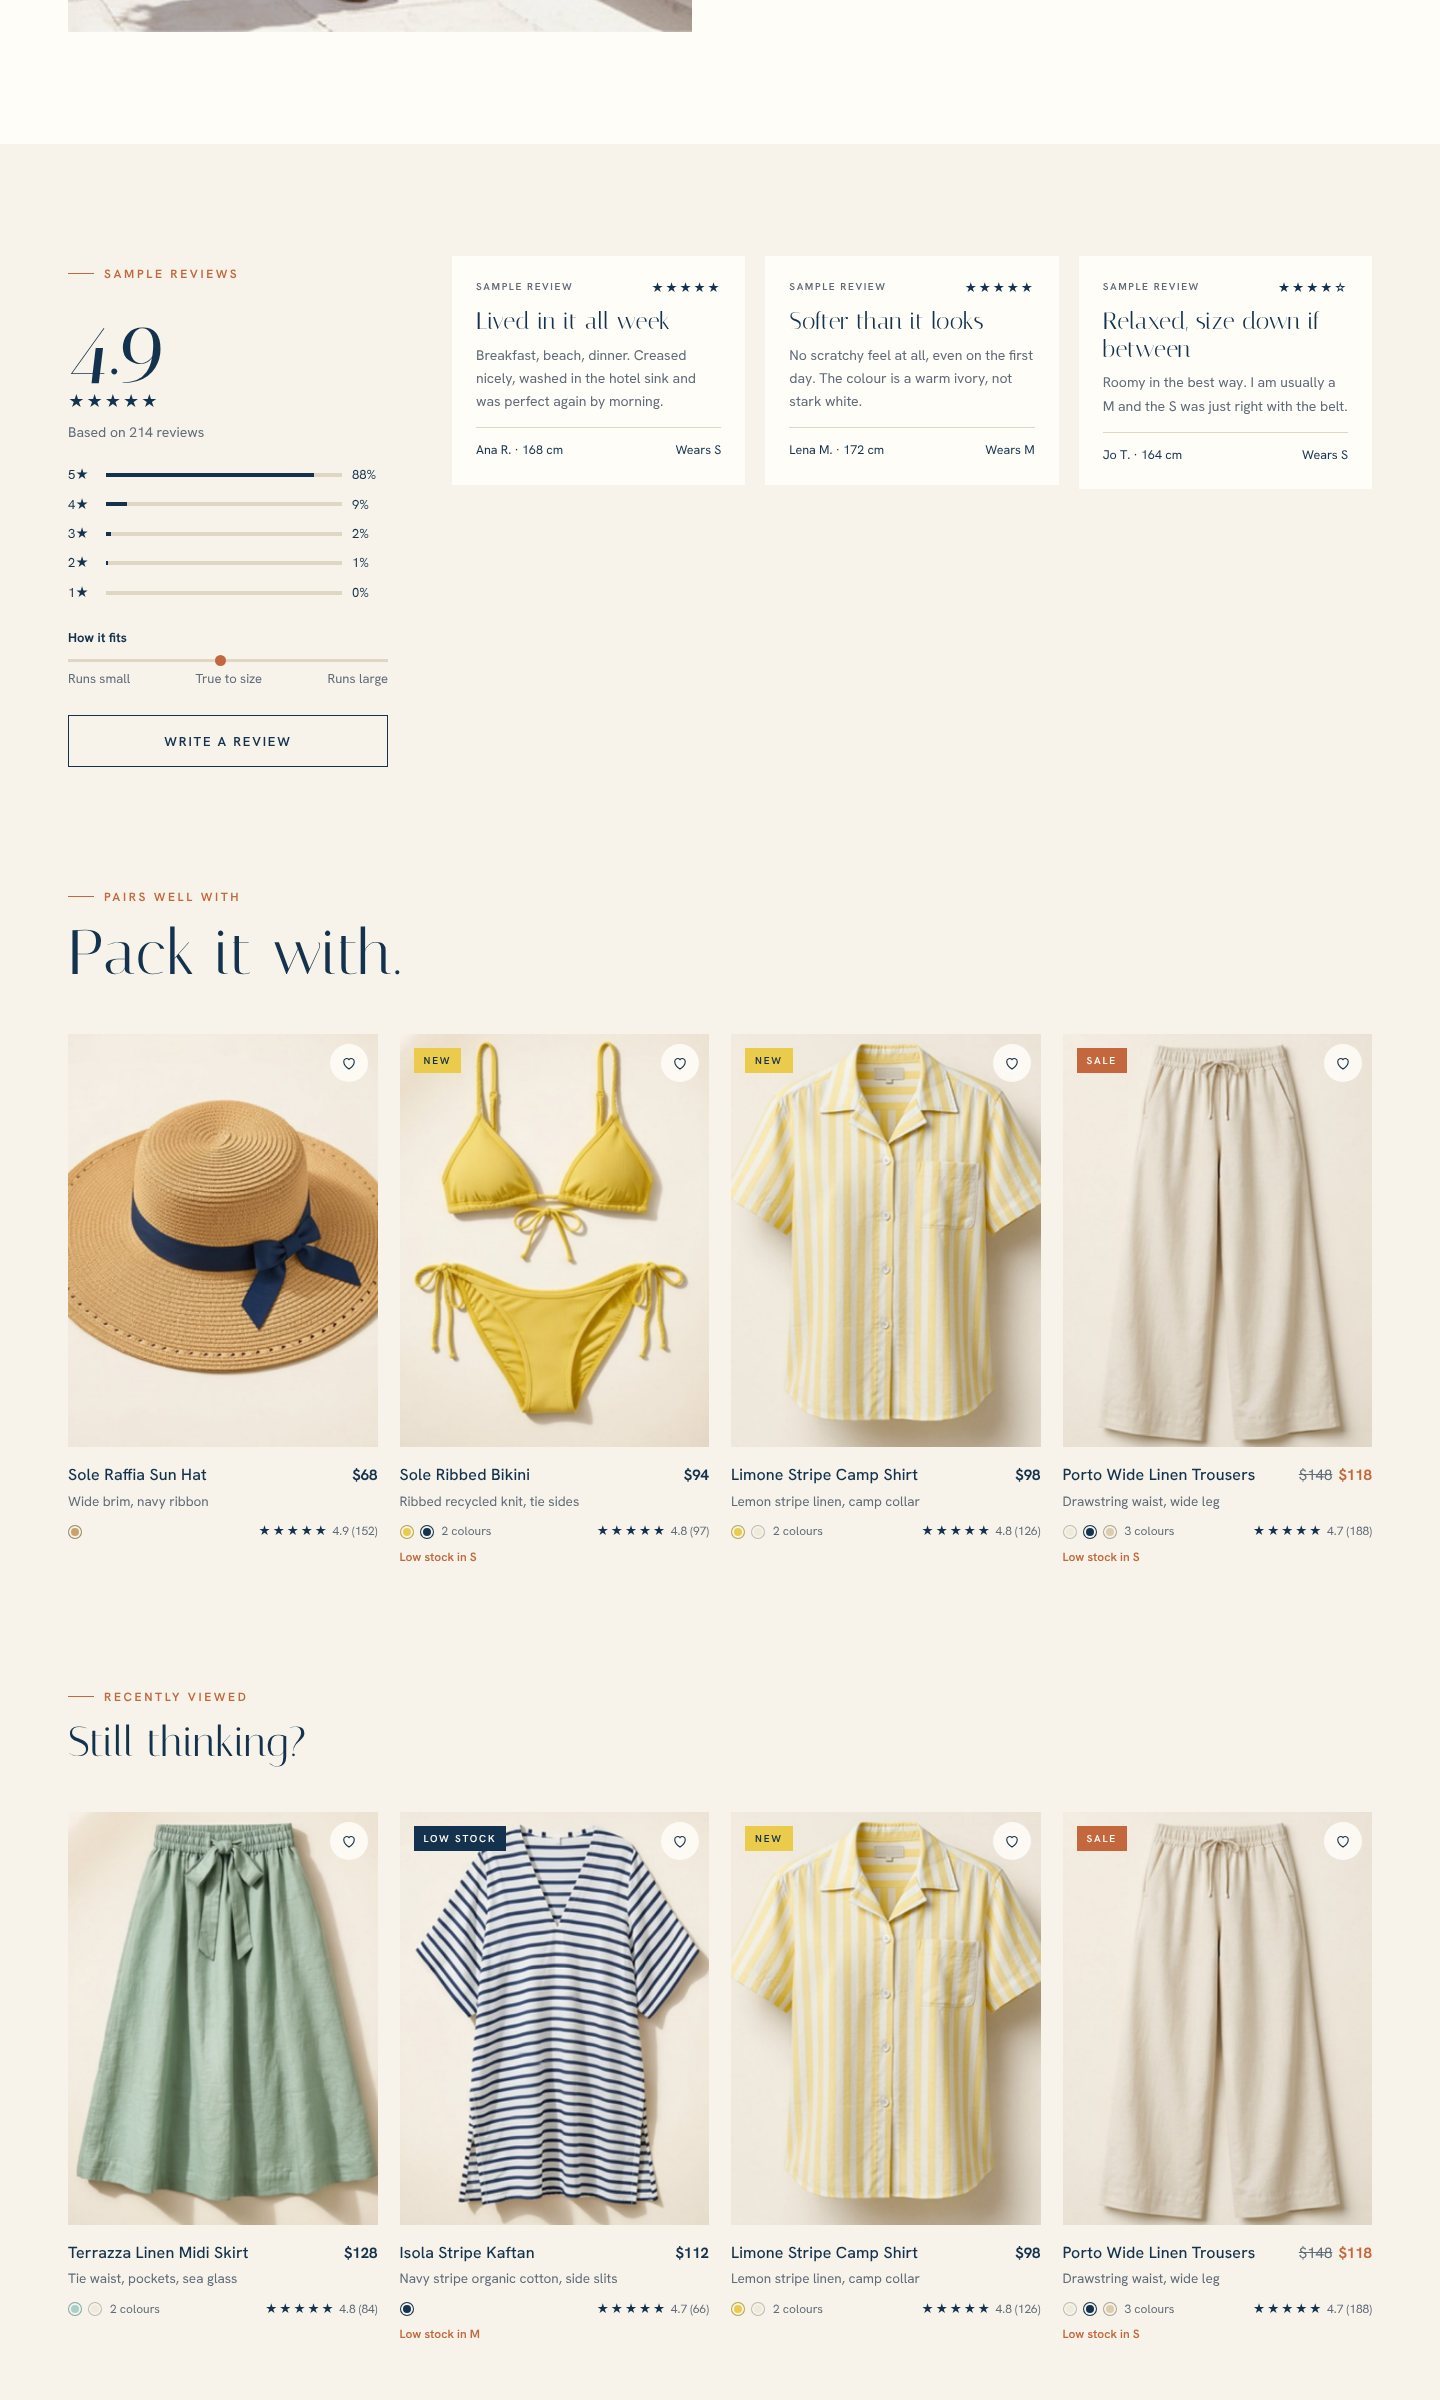 SAMPLE REVIEWS
4.9
★★★★★
Based on 214 reviews
5★ 88%
4★ 9%
3★ 2%
2★ 1%
1★ 0%
How it fits
Runs small True to size Runs large
WRITE A REVIEW
SAMPLE REVIEW ★★★★★
Lived in it all week
Breakfast, beach, dinner. Creased
nicely, washed in the hotel sink and
was perfect again by morning.
Ana R. · 168 cm Wears S
SAMPLE REVIEW ★★★★★
Softer than it looks
No scratchy feel at all, even on the first
day. The colour is a warm ivory, not
stark white.
Lena M. · 172 cm Wears M
SAMPLE REVIEW ★★★★☆
Relaxed, size down if
between
Roomy in the best way. I am usually a
M and the S was just right with the belt.
Jo T. · 164 cm Wears S
PAIRS WELL WITH
Pack it with.
Sole Raffia Sun Hat $68
Wide brim, navy ribbon
★★★★★ 4.9 (152)
NEW
Sole Ribbed Bikini $94
Ribbed recycled knit, tie sides
2 colours ★★★★★ 4.8 (97)
Low stock in S
NEW
Limone Stripe Camp Shirt $98
Lemon stripe linen, camp collar
2 colours ★★★★★ 4.8 (126)
SALE
Porto Wide Linen Trousers $148 $118
Drawstring waist, wide leg
3 colours ★★★★★ 4.7 (188)
Low stock in S
RECENTLY VIEWED
Still thinking?
Terrazza Linen Midi Skirt $128
Tie waist, pockets, sea glass
2 colours ★★★★★ 4.8 (84)
LOW STOCK
Isola Stripe Kaftan $112
Navy stripe organic cotton, side slits
★★★★★ 4.7 (66)
Low stock in M
NEW
Limone Stripe Camp Shirt $98
Lemon stripe linen, camp collar
2 colours ★★★★★ 4.8 (126)
SALE
Porto Wide Linen Trousers $148 $118
Drawstring waist, wide leg
3 colours ★★★★★ 4.7 (188)
Low stock in S